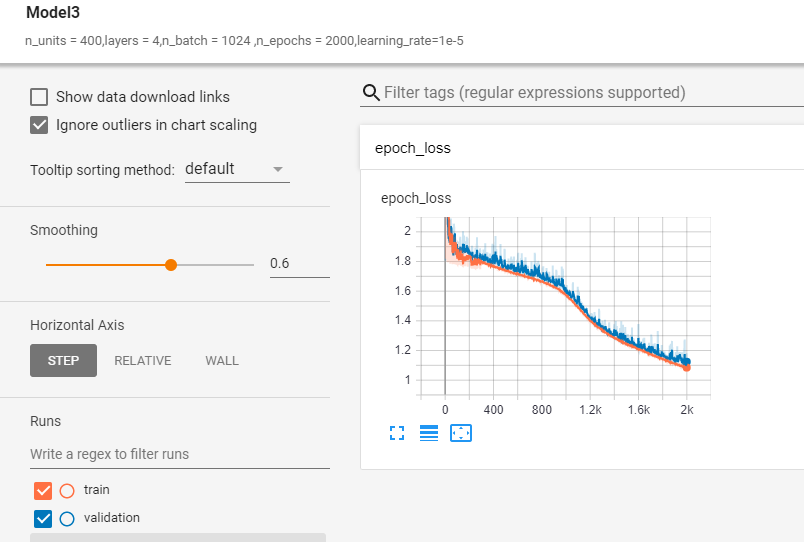 Model3
n_units = 400,layers = 4,n_batch = 1024 ,n_epochs = 2000,learning_rate=1e-5
Show data download links
Ignore outliers in chart scaling
Tooltip sorting method: default
Smoothing
0.6
Horizontal Axis
STEP RELATIVE WALL
Runs
Write a regex to filter runs
train
validation
Filter tags (regular expressions supported)
epoch_loss
epoch_loss
2
1.8
1.6
1.4
1.2
1
0 400 800 1.2k 1.6k 2k